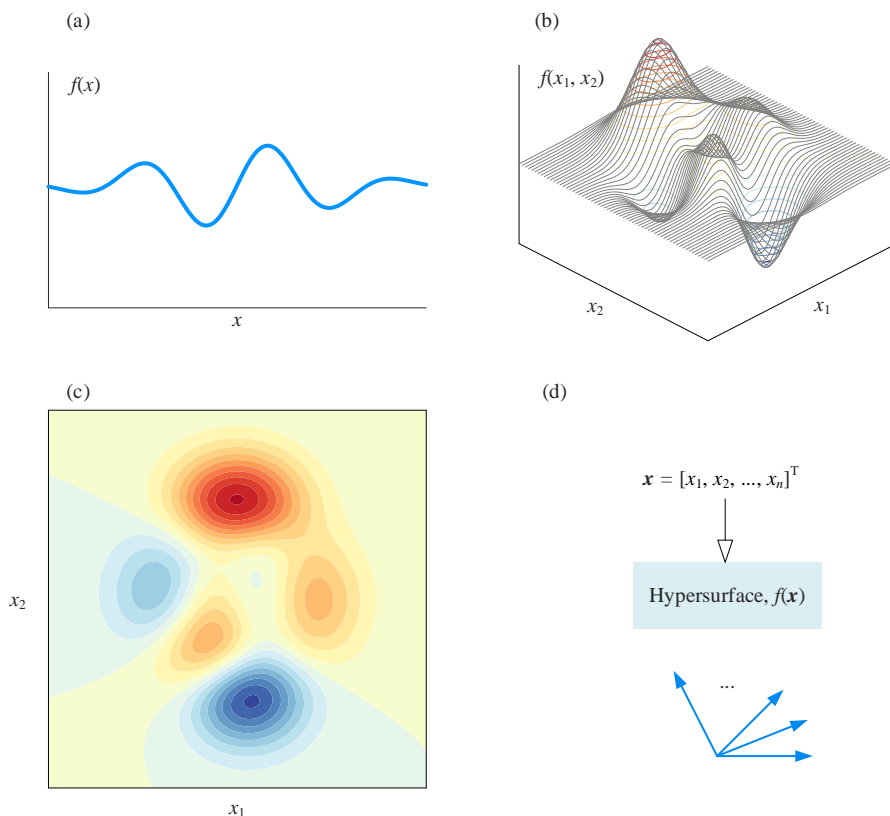 (a)
f(x)
x
(b)
f(x1, x2)
x2
x1
(c)
x2
x1
(d)
x = [x1, x2, ..., xn]T
Hypersurface, f(x)
...